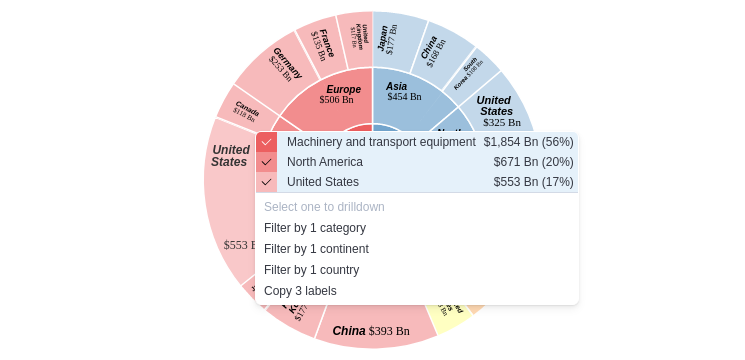 Japan
$177 Bn
China
$168 Bn
South
Korea $108 Bn
United
States
$325 Bn
United
Kingdom
$117 Bn
France
$135 Bn
Germany
$253 Bn
Canada
$118 Bn
Europe
$506 Bn
Asia
$454 Bn
United
States
$553
Machinery and transport equipment $1,854 Bn (56%)
North America $671 Bn (20%)
United States $553 Bn (17%)
Select one to drilldown
Filter by 1 category
Filter by 1 continent
Filter by 1 country
Copy 3 labels
China $393 Bn